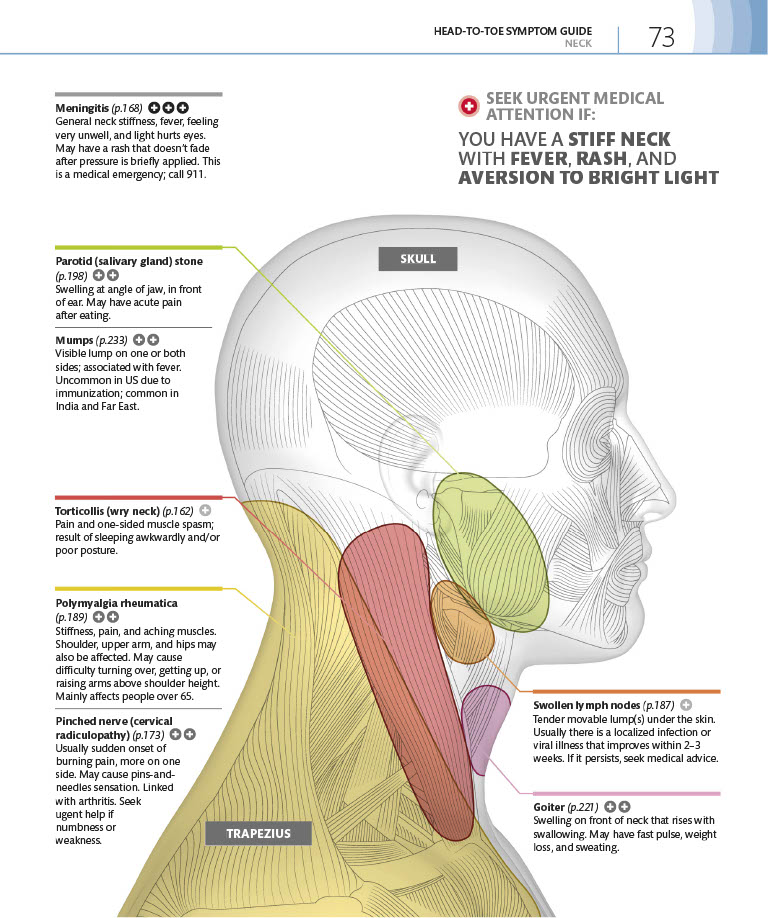 HEAD-TO-TOE SYMPTOM GUIDE
NECK
73
Meningitis (p.168)
General neck stiffness, fever, feeling
very unwell, and light hurts eyes.
May have a rash that doesn't fade
after pressure is briefly applied. This
is a medical emergency; call 911.
SEEK URGENT MEDICAL
ATTENTION IF:
YOU HAVE A STIFF NECK
WITH FEVER, RASH, AND
AVERSION TO BRIGHT LIGHT
SKULL
Parotid (salivary gland) stone
(p.198)
Swelling at angle of jaw, in front
of ear. May have acute pain
after eating.
Mumps (p.233)
Visible lump on one or both
sides; associated with fever.
Uncommon in US due to
immunization; common in
India and Far East.
Torticollis (wry neck) (p.162)
Pain and one-sided muscle spasm;
result of sleeping awkwardly and/or
poor posture.
Polymyalgia rheumatica
(p.189)
Stiffness, pain, and aching muscles.
Shoulder, upper arm, and hips may
also be affected. May cause
difficulty turning over, getting up, or
raising arms above shoulder height.
Mainly affects people over 65.
Pinched nerve (cervical
radiculopathy) (p.173)
Usually sudden onset of
burning pain, more on one
side. May cause pins-and-
needles sensation. Linked
with arthritis. Seek
ugent help if
numbness or
weakness.
TRAPEZIUS
Swollen lymph nodes (p.187)
Tender movable lump(s) under the skin.
Usually there is a localized infection or
viral illness that improves within 2–3
weeks. If it persists, seek medical advice.
Goiter (p.221)
Swelling on front of neck that rises with
swallowing. May have fast pulse, weight
loss, and sweating.